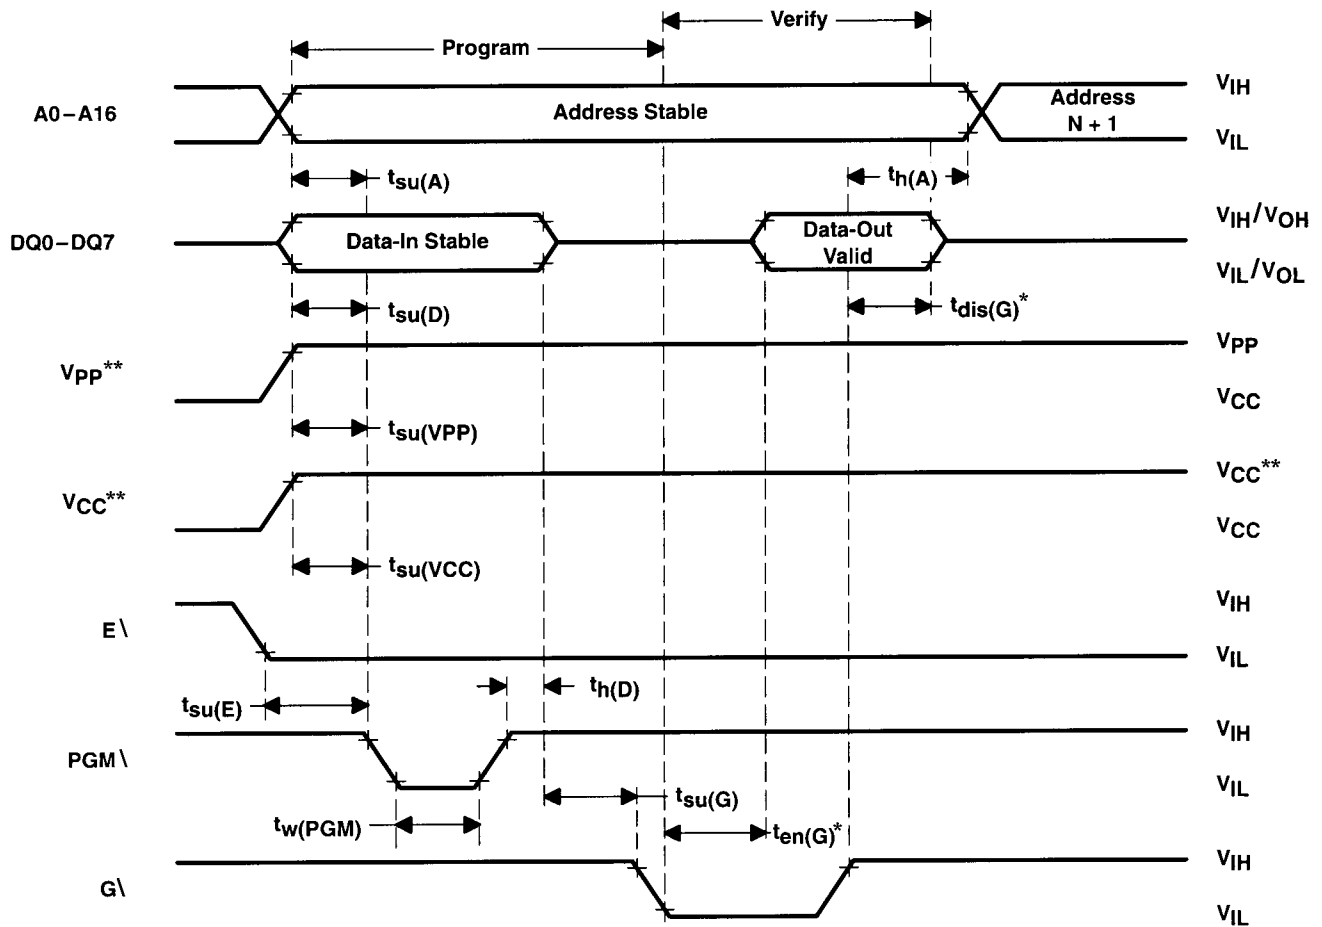 Verify
Program
A0–A16
Address Stable
Address
N + 1
VIH
VIL
tsu(A)
th(A)
DQ0–DQ7
Data-In Stable
Data-Out
Valid
VIH/VOH
VIL/VOL
tsu(D)
tdis(G)*
VPP**
VPP
VCC
tsu(VPP)
VCC**
VCC**
VCC
tsu(VCC)
E\
VIH
VIL
th(D)
tsu(E)
PGM\
VIH
VIL
tsu(G)
tw(PGM)
ten(G)*
G\
VIH
VIL